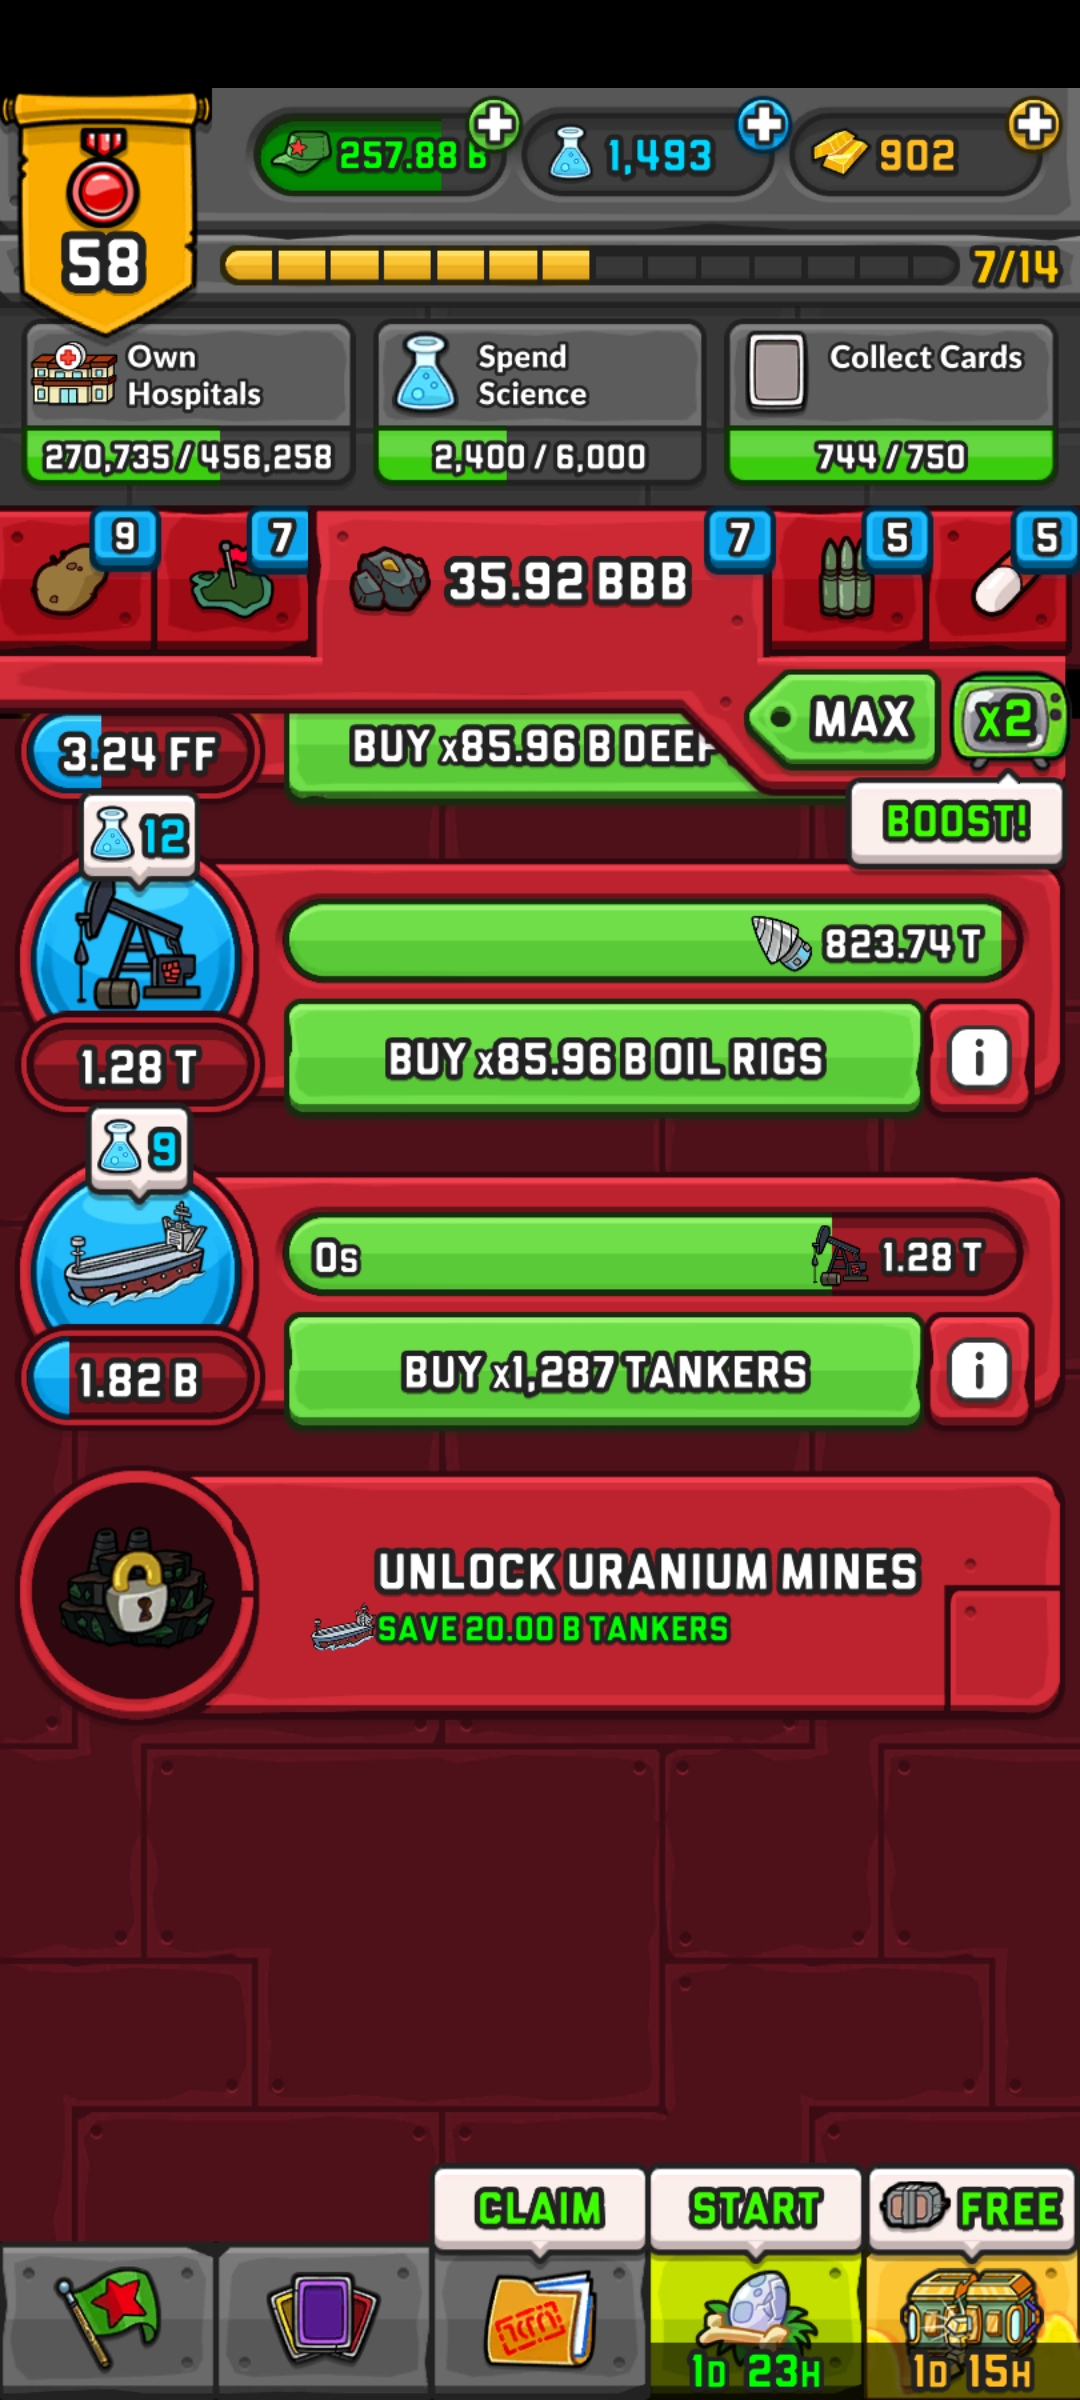 257.88 B
1,493
902
58
7/14
Own
Hospitals
270,735/456,258
Spend
Science
2,400/6,000
Collect Cards
744/750
9
7
35.92 BBB
7
5
5
MAX
x2
BOOST!
3.24 FF
BUY x85.96 B DEEP
12
823.74 T
1.28 T
BUY x85.96 B OIL RIGS
i
9
0s
1.28 T
1.82 B
BUY x1,287 TANKERS
i
UNLOCK URANIUM MINES
SAVE 20.00 B TANKERS
CLAIM
START
FREE
1D 23H
1D 15H